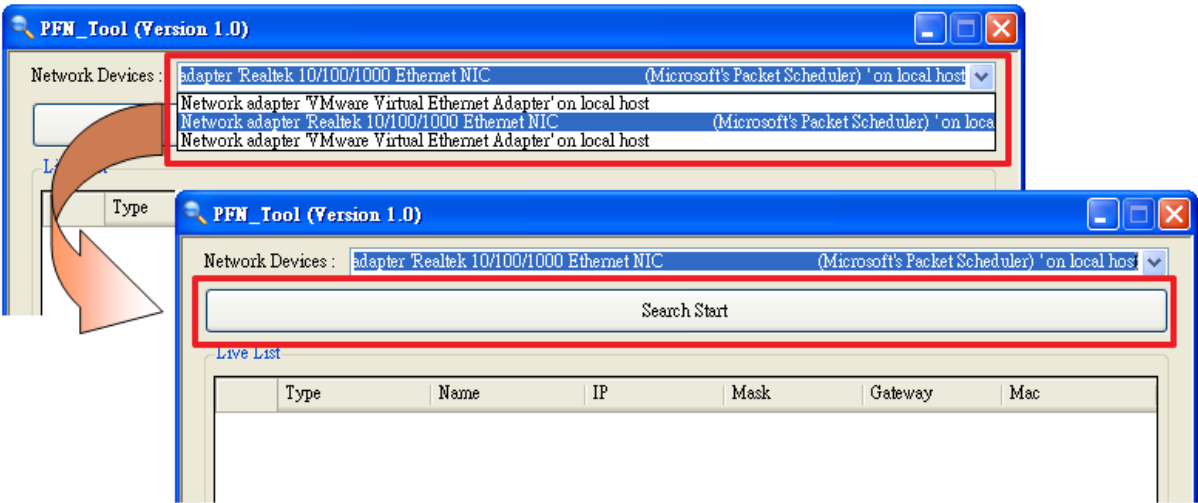 PFN_Tool (Version 1.0)
Network Devices : adapter 'Realtek 10/100/1000 Ethernet NIC (Microsoft's Packet Scheduler) ' on local host
Network adapter 'VMware Virtual Ethernet Adapter' on local host
Network adapter 'Realtek 10/100/1000 Ethernet NIC (Microsoft's Packet Scheduler) ' on loca
Network adapter 'VMware Virtual Ethernet Adapter' on local host
Type
PFN_Tool (Version 1.0)
Network Devices : adapter 'Realtek 10/100/1000 Ethernet NIC (Microsoft's Packet Scheduler) ' on local host
Search Start
Live List
Type Name IP Mask Gateway Mac